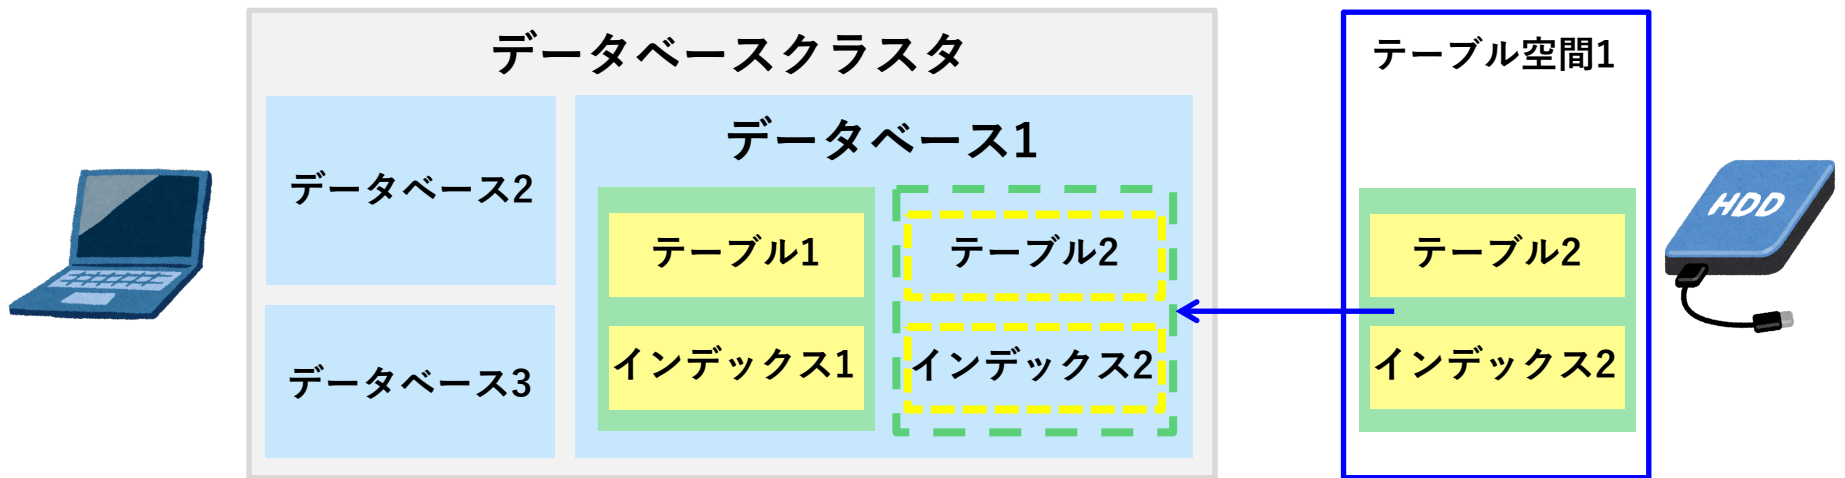 データベースクラスタ
データベース2
データベース3
データベース1
テーブル1
インデックス1
テーブル2
インデックス2
テーブル空間1
テーブル2
インデックス2
HDD